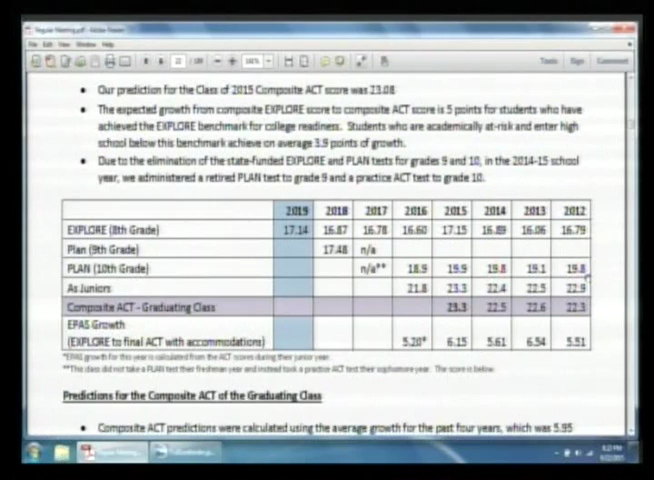 Regular Meeting.pdf - Adobe Reader
File Edit View Window Help
Tools Sign Comment
• Our prediction for the Class of 2015 Composite ACT score was 23.08
• The expected growth from composite EXPLORE score to composite ACT score is 5 points for students who have
achieved the EXPLORE benchmark for college readiness. Students who are academically at-risk and enter high
school below this benchmark achieve on average 3.9 points of growth.
• Due to the elimination of the state-funded EXPLORE and PLAN tests for grades 9 and 10, in the 2014-15 school
year, we administered a retired PLAN test to grade 9 and a practice ACT test to grade 10.
2019 2018 2017 2016 2015 2014 2013 2012
EXPLORE (8th Grade) 17.14 16.87 16.78 16.60 17.15 16.89 16.06 16.79
Plan (9th Grade) 17.48 n/a
PLAN (10th Grade) n/a** 18.9 19.9 19.8 19.1 19.8
As Juniors 21.8 23.3 22.4 22.5 22.9
Composite ACT - Graduating Class 23.3 22.5 22.6 22.3
EPAS Growth
(EXPLORE to final ACT with accommodations) 5.20* 6.15 5.61 6.54 5.51
*EPAS growth for this year is calculated from the ACT scores during their junior year.
**This class did not take a PLAN test their freshman year and instead took a practice ACT test their sophomore year. The score is below.
Predictions for the Composite ACT of the Graduating Class
• Composite ACT predictions were calculated using the average growth for the past four years, which was 5.95